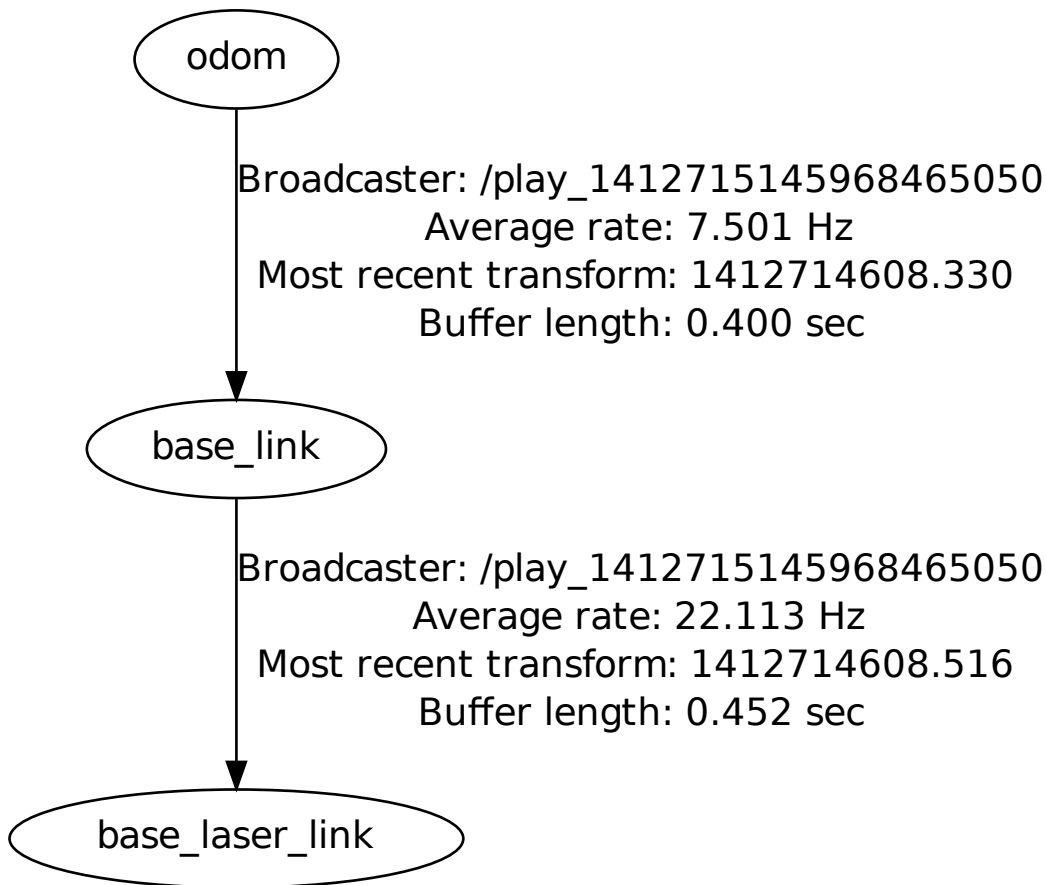 odom
Broadcaster: /play_1412715145968465050
Average rate: 7.501 Hz
Most recent transform: 1412714608.330
Buffer length: 0.400 sec
base_link
Broadcaster: /play_1412715145968465050
Average rate: 22.113 Hz
Most recent transform: 1412714608.516
Buffer length: 0.452 sec
base_laser_link